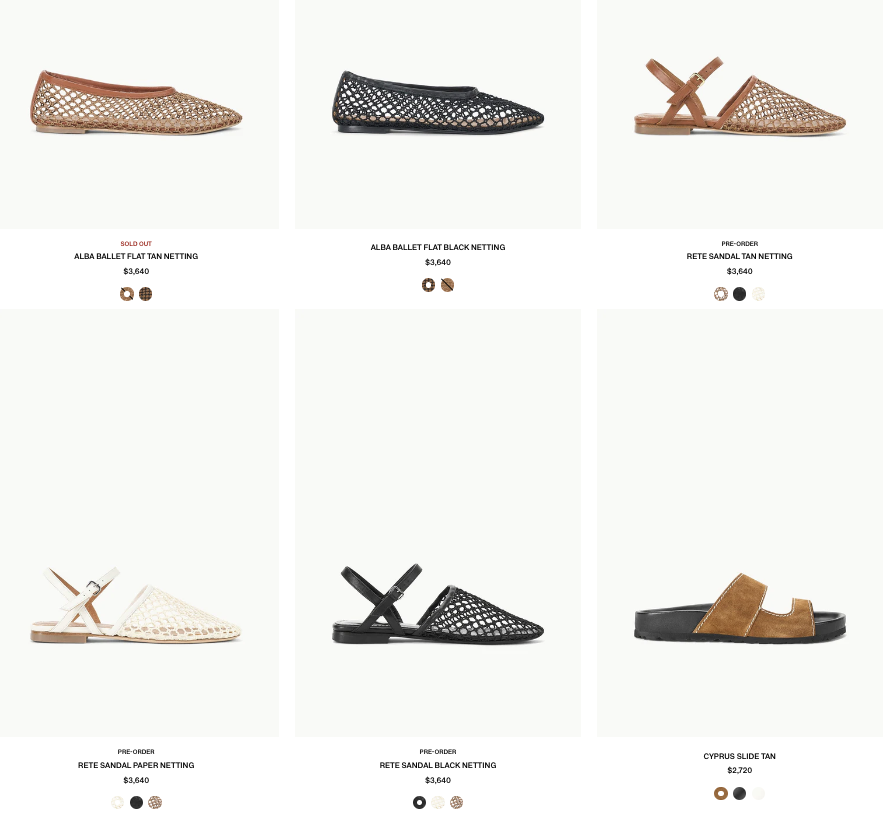 SOLD OUT
ALBA BALLET FLAT TAN NETTING
$3,640
ALBA BALLET FLAT BLACK NETTING
$3,640
PRE-ORDER
RETE SANDAL TAN NETTING
$3,640
PRE-ORDER
RETE SANDAL PAPER NETTING
$3,640
PRE-ORDER
RETE SANDAL BLACK NETTING
$3,640
CYPRUS SLIDE TAN
$2,720